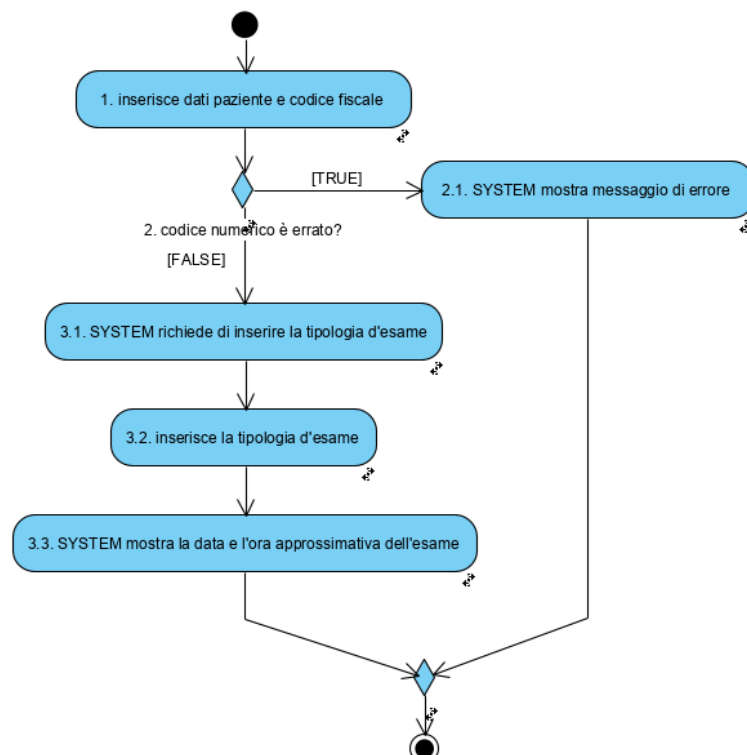 1. inserisce dati paziente e codice fiscale
[TRUE]
2.1. SYSTEM mostra messaggio di errore
2. codice numerico è errato?
[FALSE]
3.1. SYSTEM richiede di inserire la tipologia d'esame
3.2. inserisce la tipologia d'esame
3.3. SYSTEM mostra la data e l'ora approssimativa dell'esame